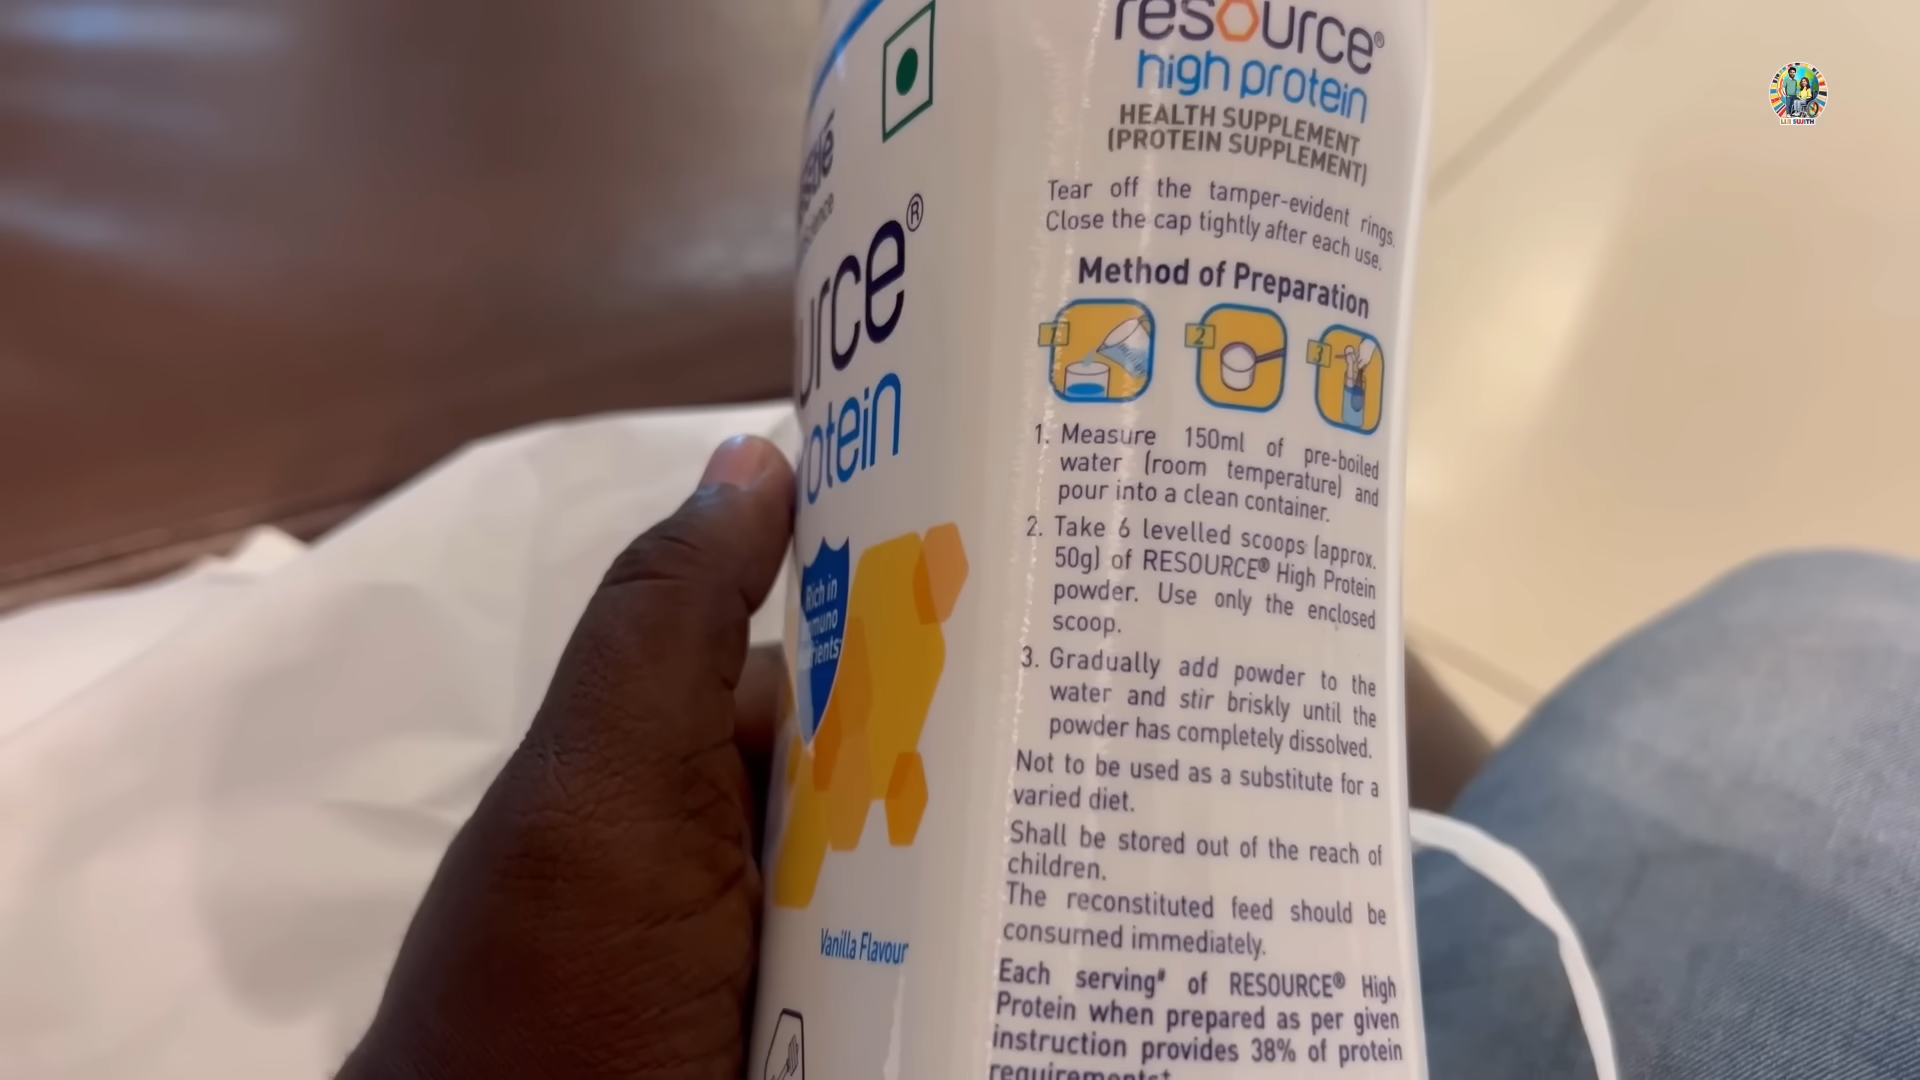 resource®
high protein
HEALTH SUPPLEMENT
(PROTEIN SUPPLEMENT)
Tear off the tamper-evident rings.
Close the cap tightly after each use.
Method of Preparation
1 2 3
1. Measure 150ml of pre-boiled
water (room temperature) and
pour into a clean container.
2. Take 6 levelled scoops (approx.
50g) of RESOURCE® High Protein
powder. Use only the enclosed
scoop.
3. Gradually add powder to the
water and stir briskly until the
powder has completely dissolved.
Not to be used as a substitute for a
varied diet.
Shall be stored out of the reach of
children.
The reconstituted feed should be
consumed immediately.
Each serving# of RESOURCE® High
Protein when prepared as per given
instruction provides 38% of protein
urce®
otein
Rich in
Vanilla Flavour
SUJITH